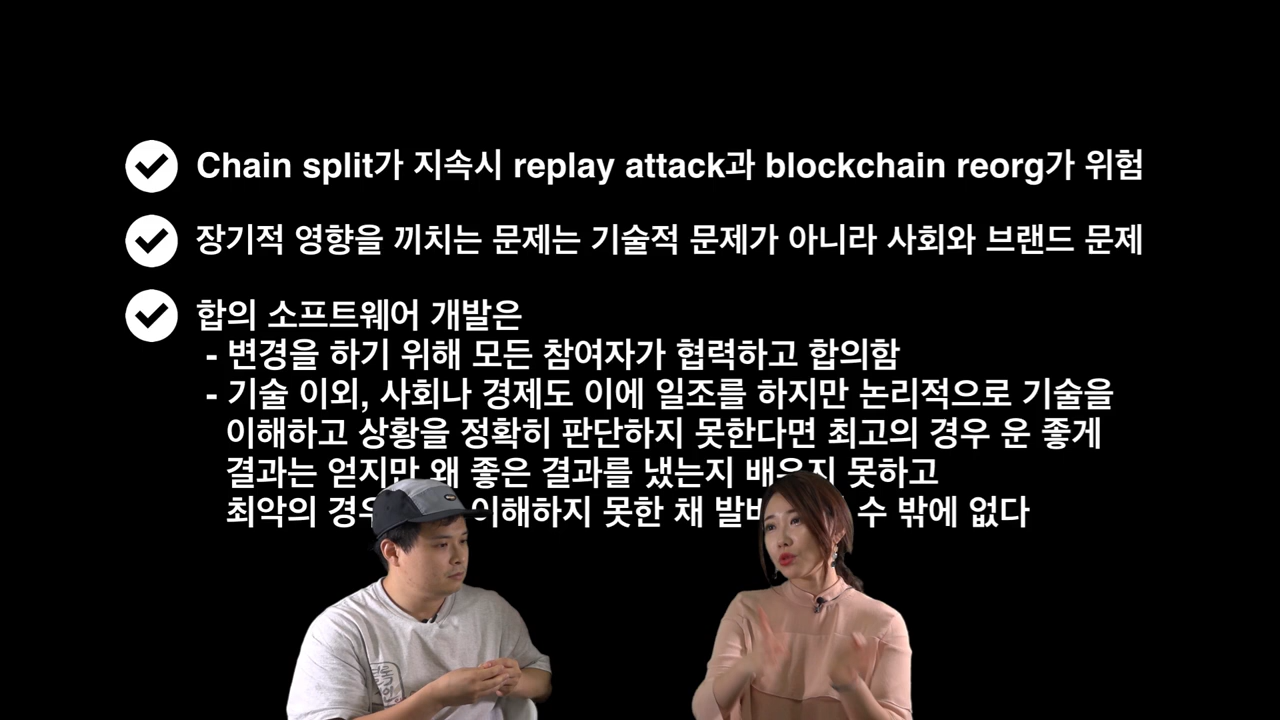 Chain split가 지속시 replay attack과 blockchain reorg가 위험
장기적 영향을 끼치는 문제는 기술적 문제가 아니라 사회와 브랜드 문제
합의 소프트웨어 개발은
- 변경을 하기 위해 모든 참여자가 협력하고 합의함
- 기술 이외, 사회나 경제도 이에 일조를 하지만 논리적으로 기술을
이해하고 상황을 정확히 판단하지 못한다면 최고의 경우 운 좋게
결과는 얻지만 왜 좋은 결과를 냈는지 배우지 못하고
최악의 이해하지 못한 채 수 밖에 없다